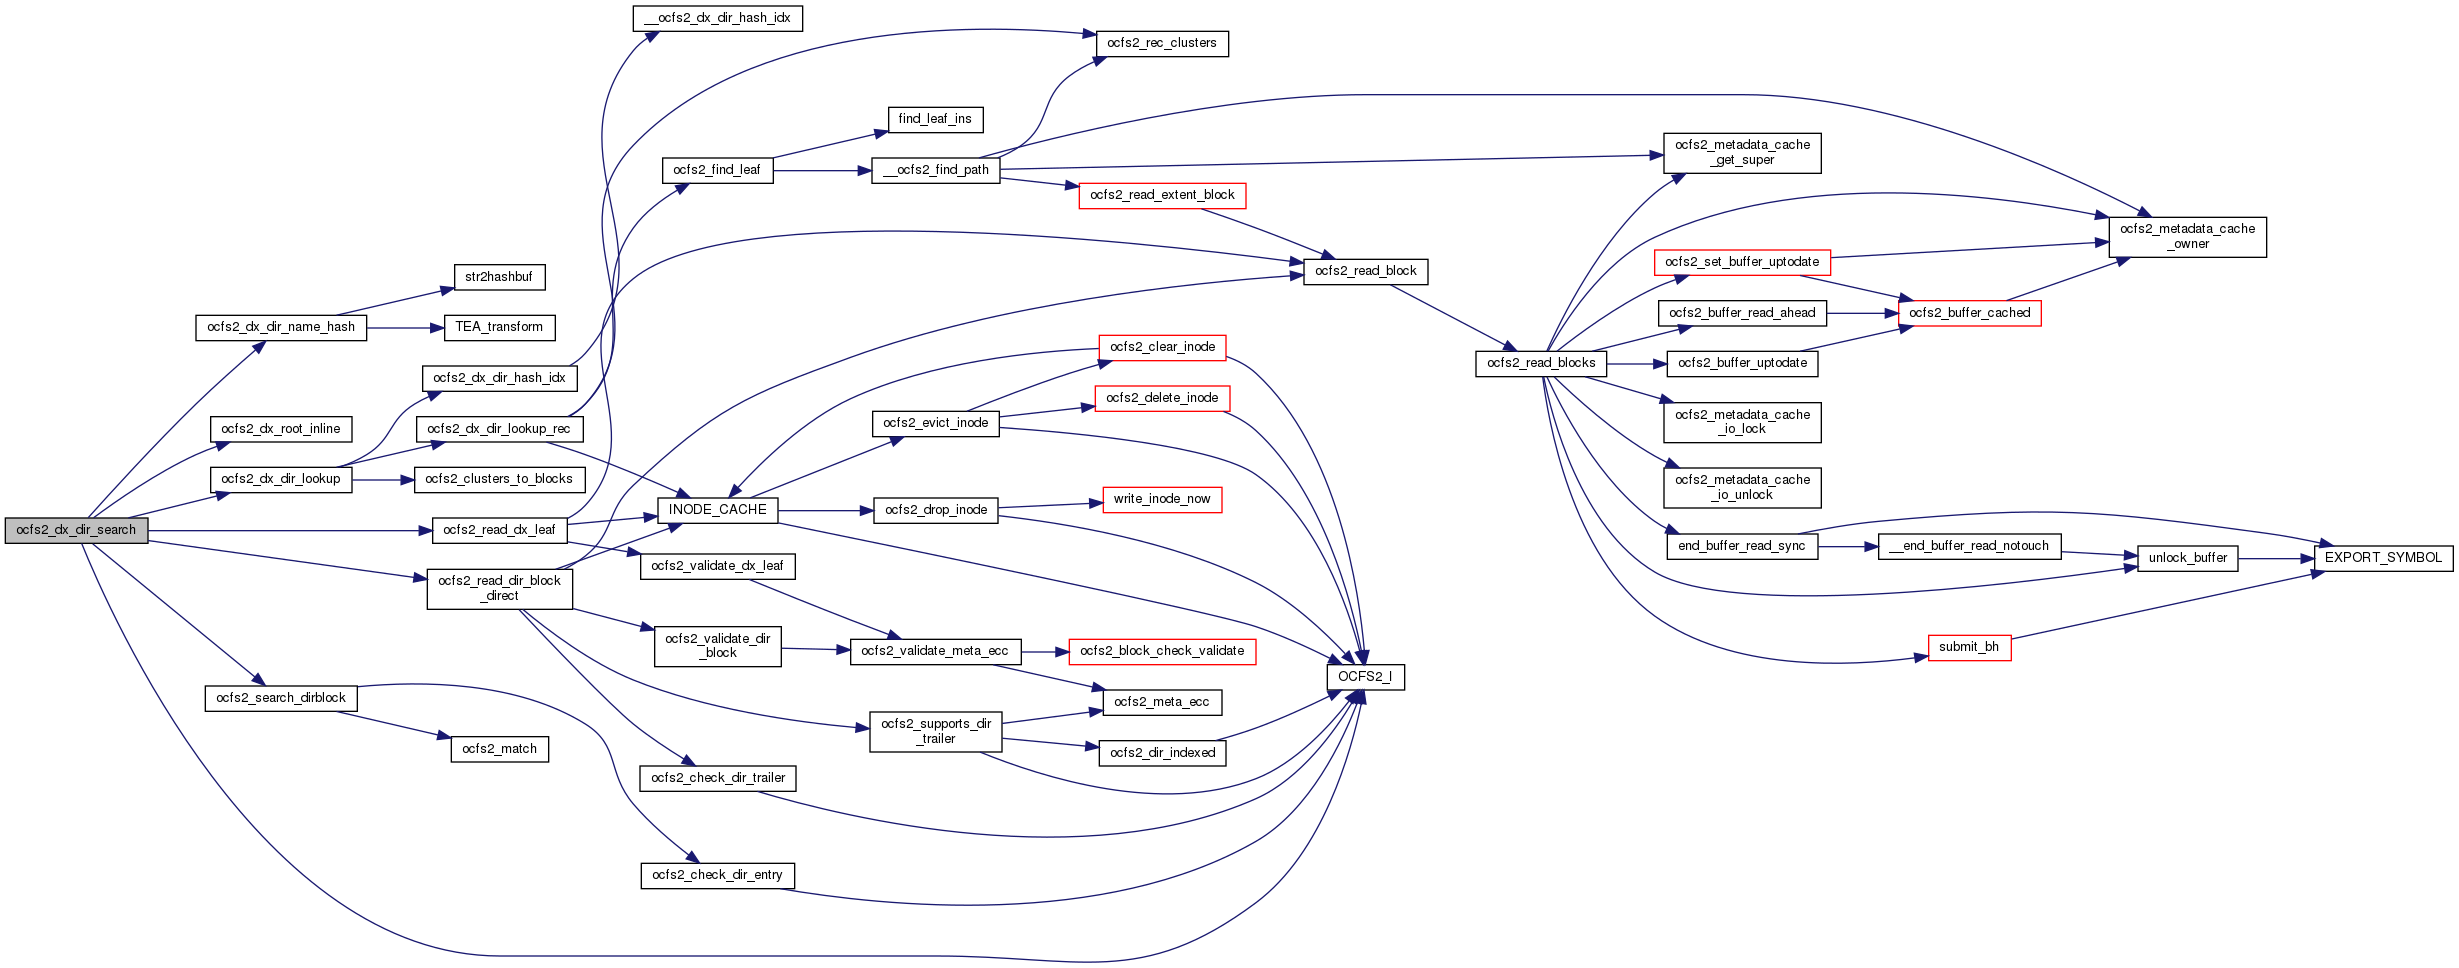 __ocfs2_dx_dir_hash_idx
ocfs2_rec_clusters
find_leaf_ins
ocfs2_metadata_cache
_get_super
ocfs2_find_leaf
__ocfs2_find_path
ocfs2_read_extent_block
ocfs2_metadata_cache
_owner
str2hashbuf
ocfs2_read_block
ocfs2_set_buffer_uptodate
ocfs2_dx_dir_name_hash
TEA_transform
ocfs2_buffer_read_ahead
ocfs2_buffer_cached
ocfs2_clear_inode
ocfs2_read_blocks
ocfs2_buffer_uptodate
ocfs2_dx_dir_hash_idx
ocfs2_delete_inode
ocfs2_dx_root_inline
ocfs2_dx_dir_lookup_rec
ocfs2_evict_inode
ocfs2_metadata_cache
_io_lock
ocfs2_dx_dir_lookup
ocfs2_clusters_to_blocks
ocfs2_metadata_cache
_io_unlock
ocfs2_dx_dir_search
ocfs2_read_dx_leaf
INODE_CACHE
ocfs2_drop_inode
write_inode_now
end_buffer_read_sync
__end_buffer_read_notouch
unlock_buffer
EXPORT_SYMBOL
ocfs2_validate_dx_leaf
ocfs2_read_dir_block
_direct
ocfs2_validate_dir
_block
ocfs2_validate_meta_ecc
ocfs2_block_check_validate
submit_bh
OCFS2_I
ocfs2_search_dirblock
ocfs2_meta_ecc
ocfs2_supports_dir
_trailer
ocfs2_match
ocfs2_dir_indexed
ocfs2_check_dir_trailer
ocfs2_check_dir_entry